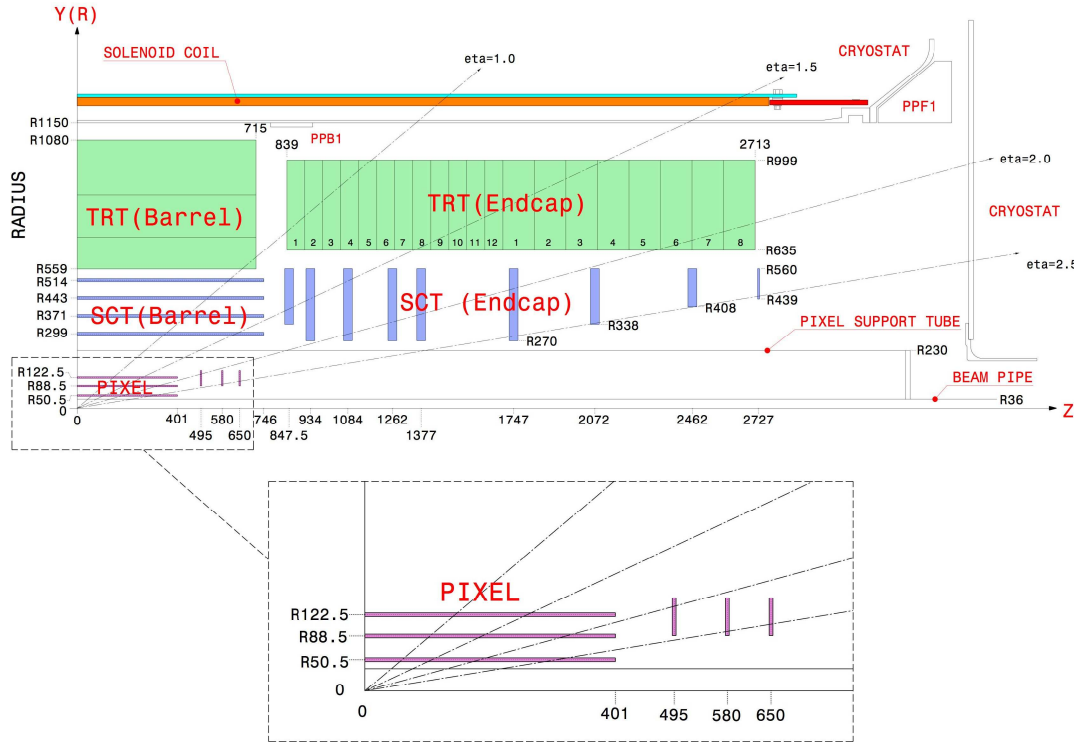 Y(R)
SOLENOID COIL
eta=1.0
eta=1.5
CRYOSTAT
PPF1
R1150
715
PPB1
R1080
839
2713
R999
eta=2.0
RADIUS
TRT(Barrel)
TRT(Endcap)
CRYOSTAT
1 2 3 4 5 6 7 8 9 10 11 12 1 2 3 4 5 6 7 8
R635
R559
R560
eta=2.5
R514
R443
R439
SCT(Barrel)
SCT (Endcap)
R408
R371
R338
R299
R270
PIXEL SUPPORT TUBE
R230
R122.5
PIXEL
R88.5
BEAM PIPE
R50.5
R36
0
Z
0 401 580 746 934 1084 1262 1747 2072 2462 2727
495 650 847.5 1377
PIXEL
R122.5
R88.5
R50.5
0
0 401 495 580 650